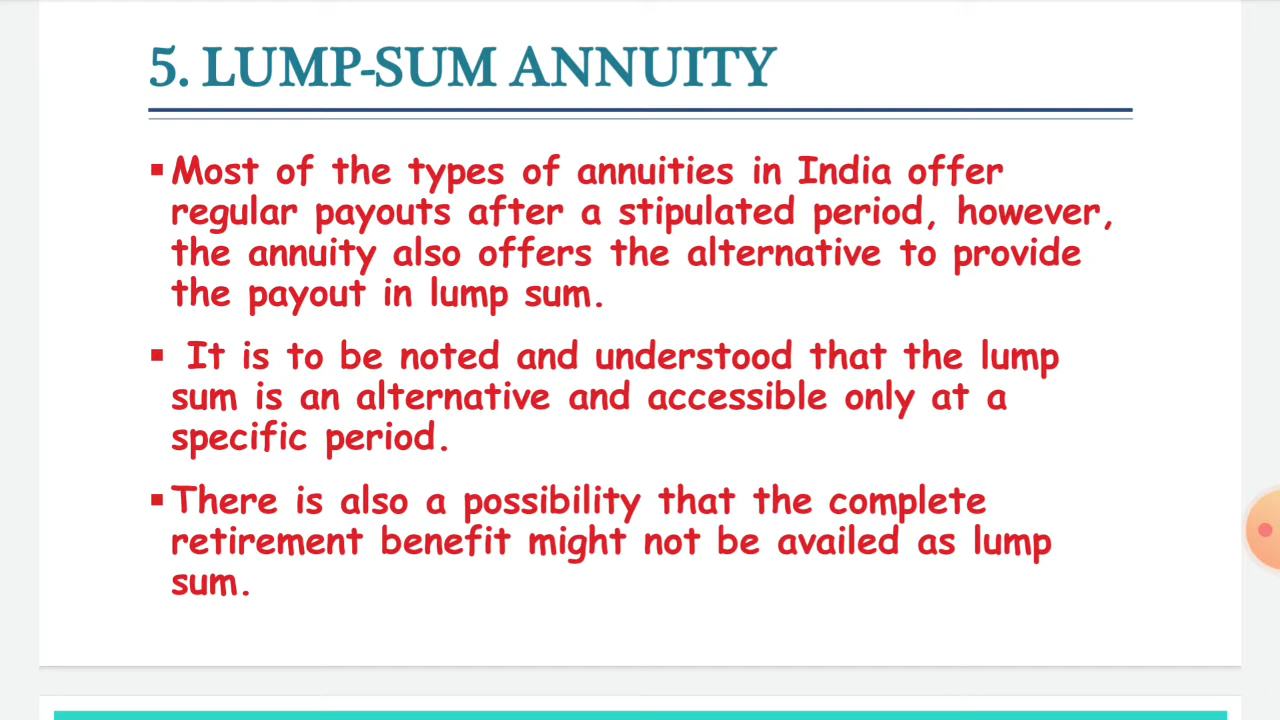 5. LUMP-SUM ANNUITY
▪Most of the types of annuities in India offer
regular payouts after a stipulated period, however,
the annuity also offers the alternative to provide
the payout in lump sum.
▪ It is to be noted and understood that the lump
sum is an alternative and accessible only at a
specific period.
▪There is also a possibility that the complete
retirement benefit might not be availed as lump
sum.